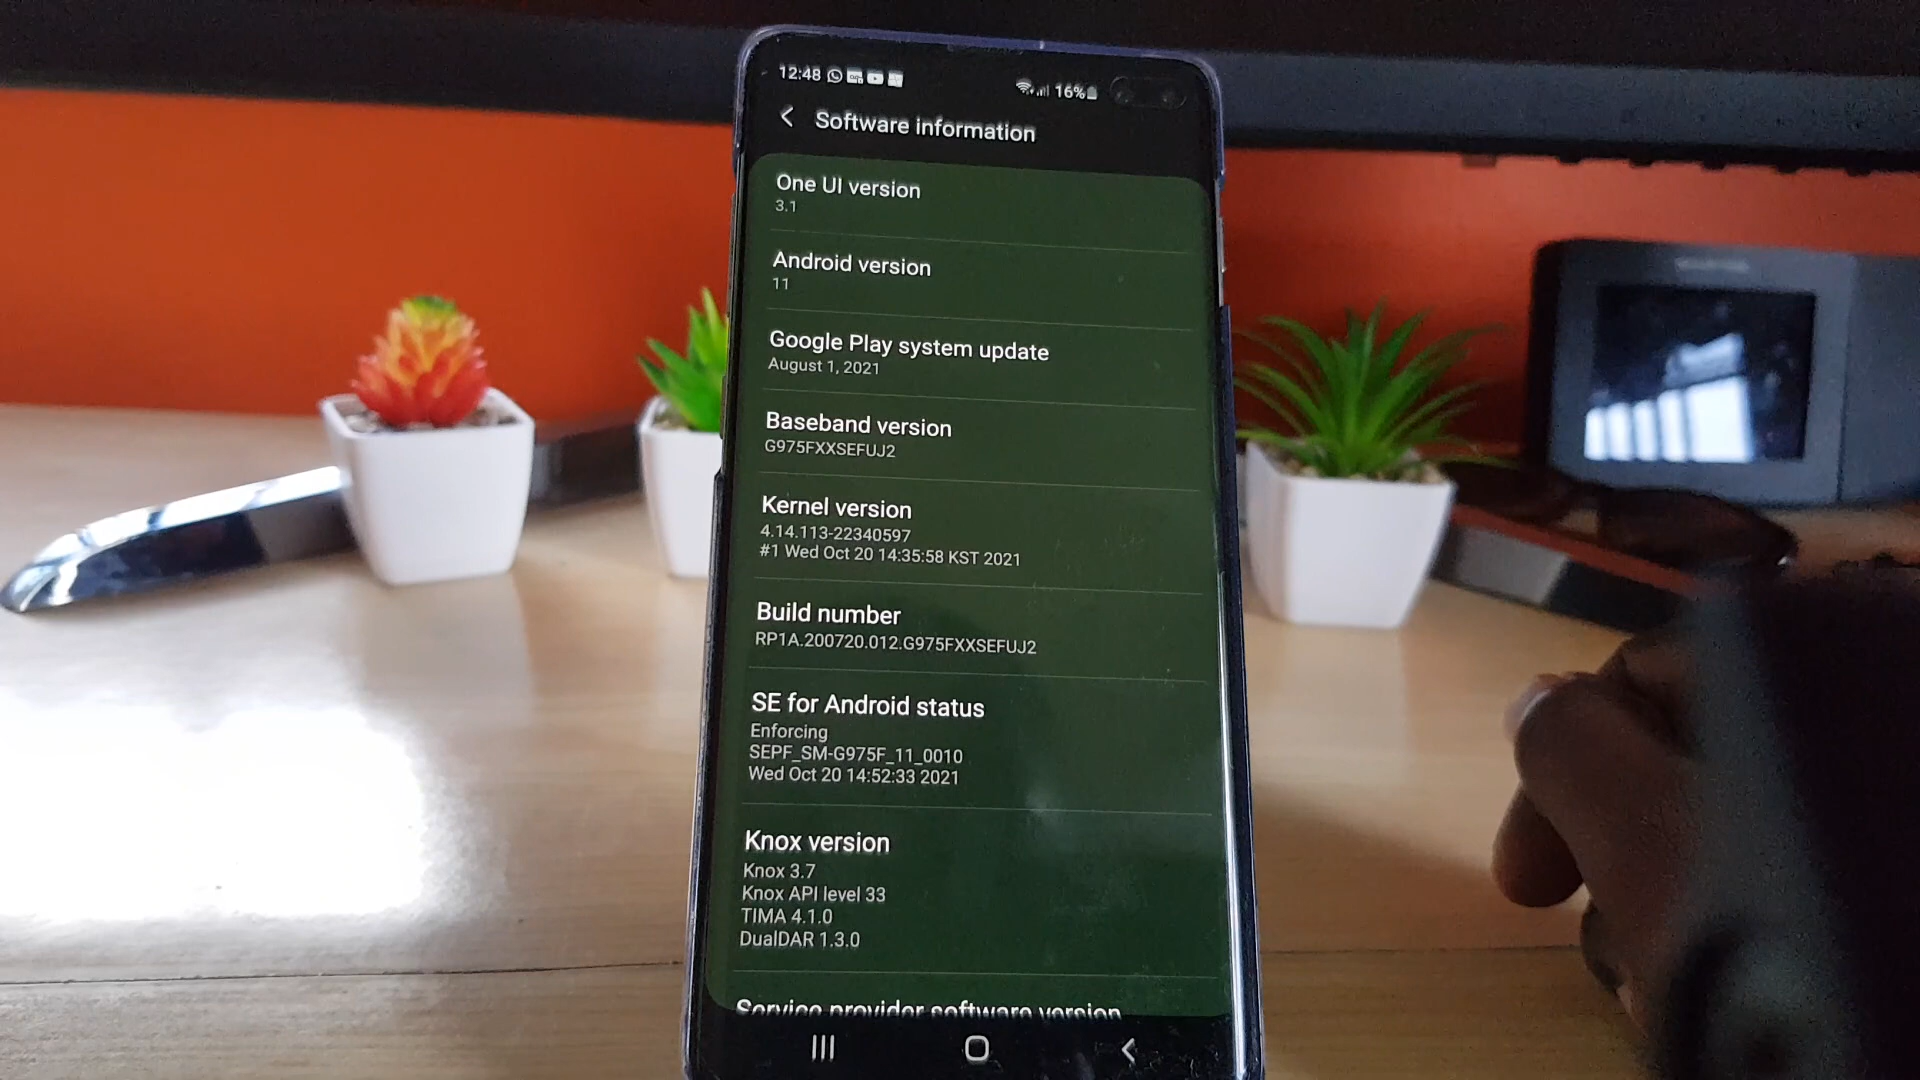 12:48 16%
Software information
One UI version
3.1
Android version
11
Google Play system update
August 1, 2021
Baseband version
G975FXXSEFUJ2
Kernel version
4.14.113-22340597
#1 Wed Oct 20 14:35:58 KST 2021
Build number
RP1A.200720.012.G975FXXSEFUJ2
SE for Android status
Enforcing
SEPF_SM-G975F_11_0010
Wed Oct 20 14:52:33 2021
Knox version
Knox 3.7
Knox API level 33
TIMA 4.1.0
DualDAR 1.3.0
Service provider software version